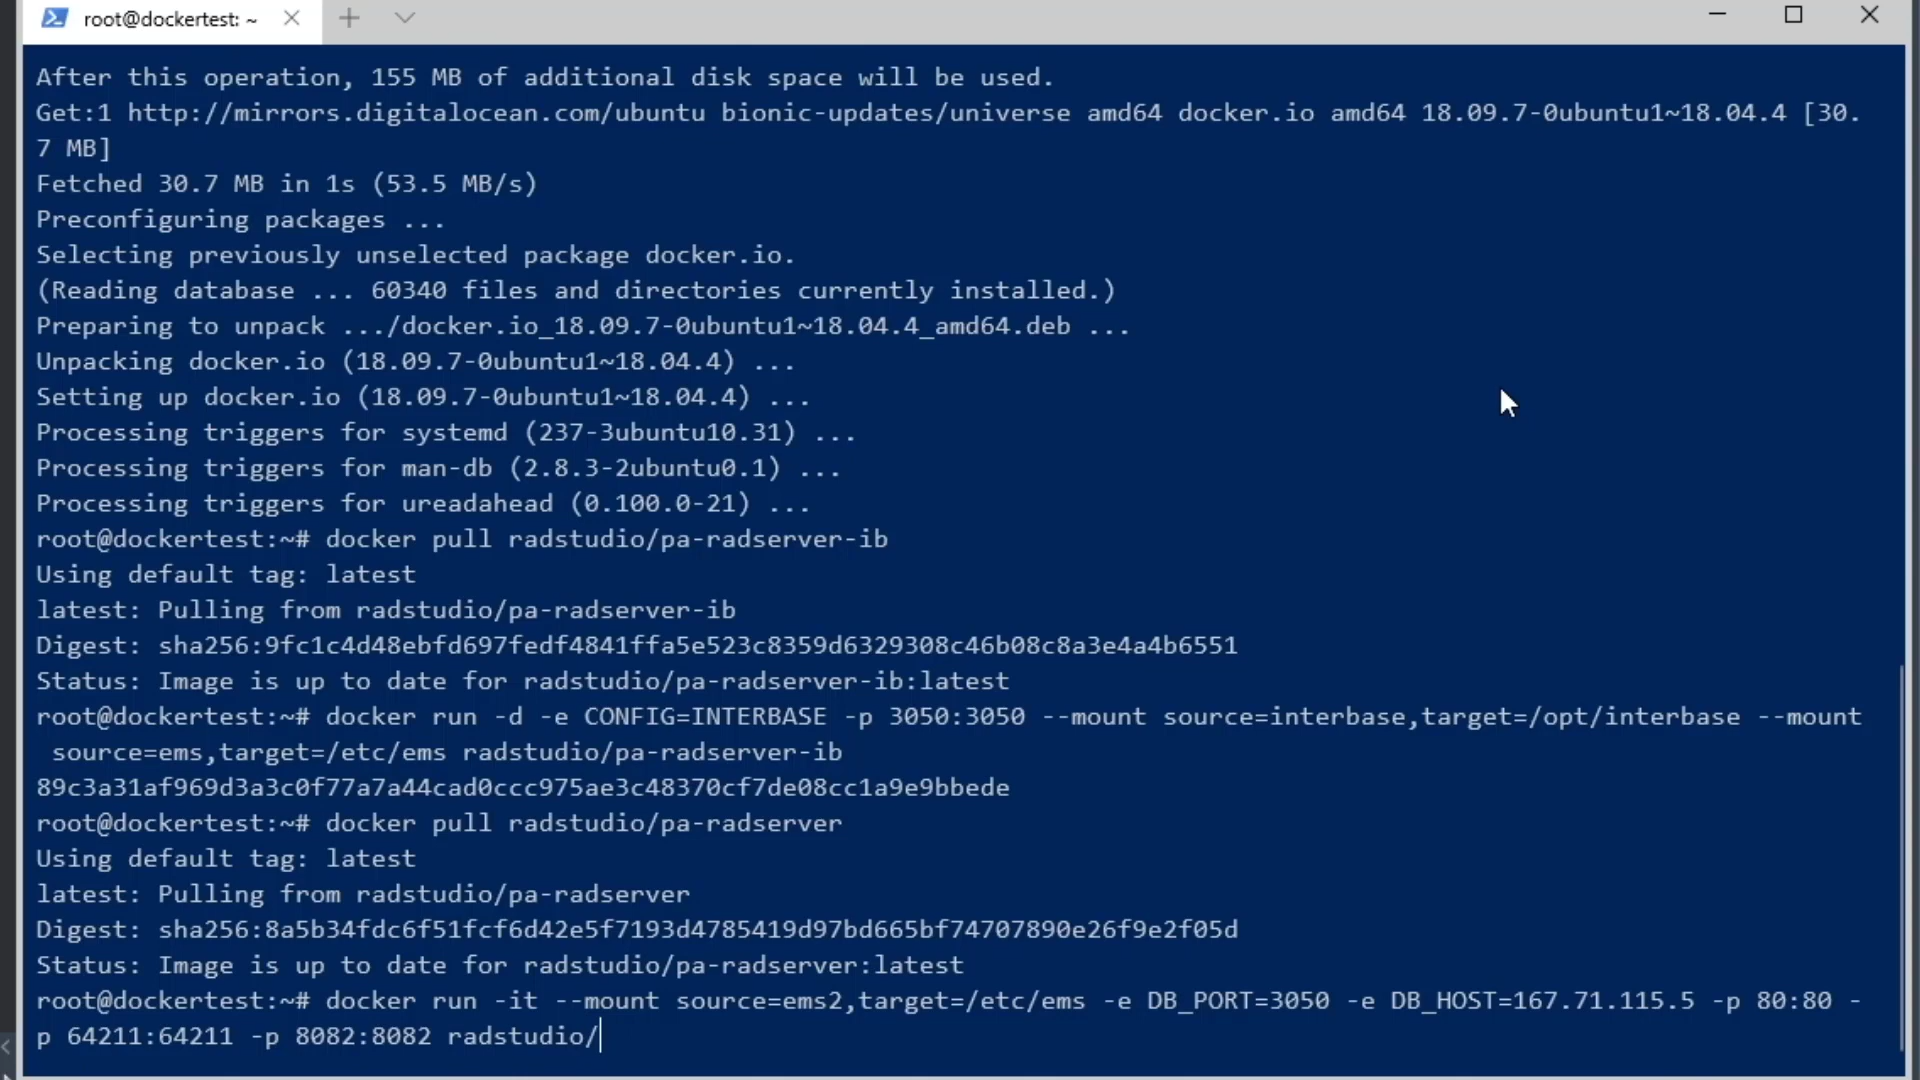 root@dockertest: ~
After this operation, 155 MB of additional disk space will be used.
Get:1 http://mirrors.digitalocean.com/ubuntu bionic-updates/universe amd64 docker.io amd64 18.09.7-0ubuntu1~18.04.4 [30.
7 MB]
Fetched 30.7 MB in 1s (53.5 MB/s)
Preconfiguring packages ...
Selecting previously unselected package docker.io.
(Reading database ... 60340 files and directories currently installed.)
Preparing to unpack .../docker.io_18.09.7-0ubuntu1~18.04.4_amd64.deb ...
Unpacking docker.io (18.09.7-0ubuntu1~18.04.4) ...
Setting up docker.io (18.09.7-0ubuntu1~18.04.4) ...
Processing triggers for systemd (237-3ubuntu10.31) ...
Processing triggers for man-db (2.8.3-2ubuntu0.1) ...
Processing triggers for ureadahead (0.100.0-21) ...
root@dockertest:~# docker pull radstudio/pa-radserver-ib
Using default tag: latest
latest: Pulling from radstudio/pa-radserver-ib
Digest: sha256:9fc1c4d48ebfd697fedf4841ffa5e523c8359d6329308c46b08c8a3e4a4b6551
Status: Image is up to date for radstudio/pa-radserver-ib:latest
root@dockertest:~# docker run -d -e CONFIG=INTERBASE -p 3050:3050 --mount source=interbase,target=/opt/interbase --mount
source=ems,target=/etc/ems radstudio/pa-radserver-ib
89c3a31af969d3a3c0f77a7a44cad0ccc975ae3c48370cf7de08cc1a9e9bbede
root@dockertest:~# docker pull radstudio/pa-radserver
Using default tag: latest
latest: Pulling from radstudio/pa-radserver
Digest: sha256:8a5b34fdc6f51fcf6d42e5f7193d4785419d97bd665bf74707890e26f9e2f05d
Status: Image is up to date for radstudio/pa-radserver:latest
root@dockertest:~# docker run -it --mount source=ems2,target=/etc/ems -e DB_PORT=3050 -e DB_HOST=167.71.115.5 -p 80:80 -
p 64211:64211 -p 8082:8082 radstudio/